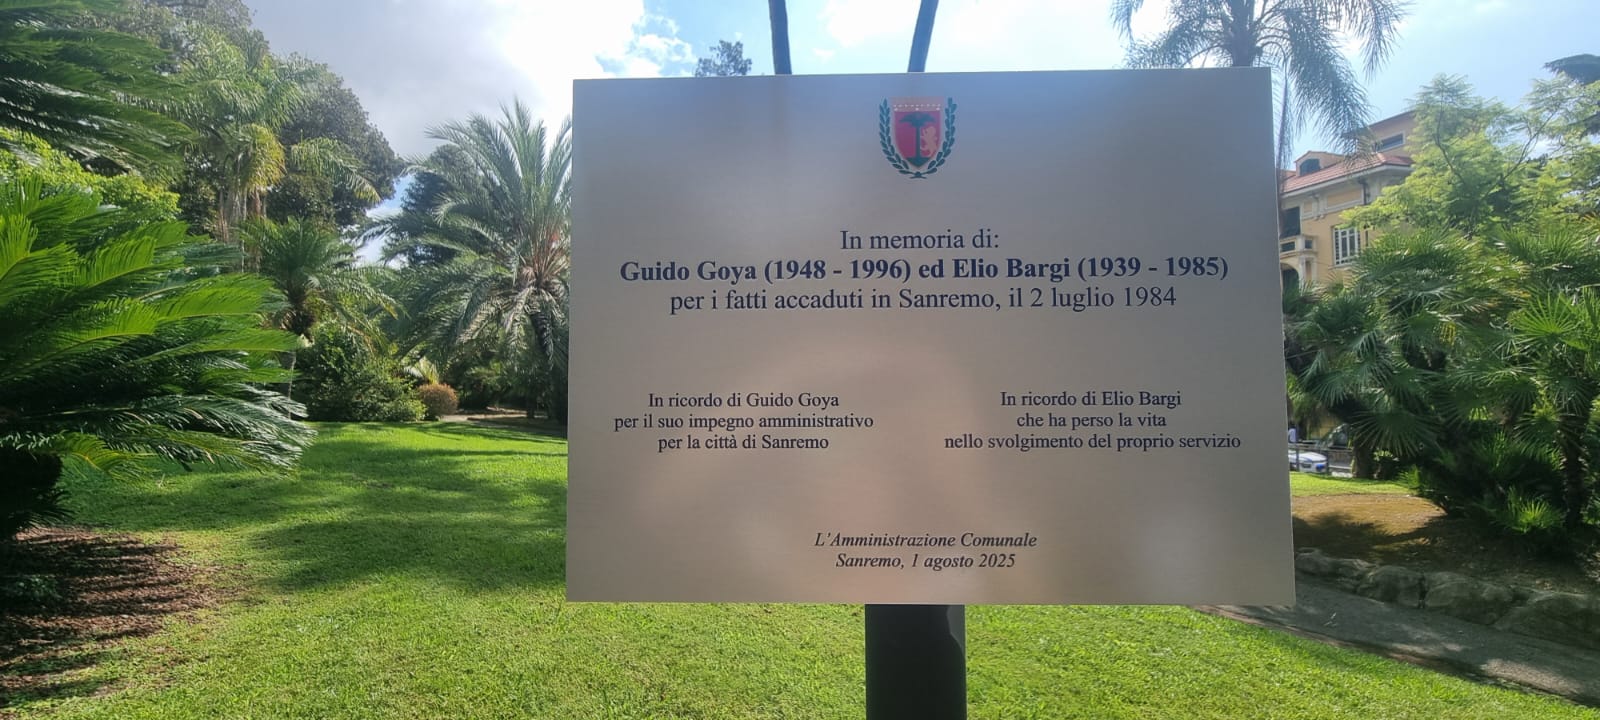 In memoria di:
Guido Goya (1948 - 1996) ed Elio Bargi (1939 - 1985)
per i fatti accaduti in Sanremo, il 2 luglio 1984
In ricordo di Guido Goya
per il suo impegno amministrativo
per la città di Sanremo
In ricordo di Elio Bargi
che ha perso la vita
nello svolgimento del proprio servizio
L'Amministrazione Comunale
Sanremo, 1 agosto 2025